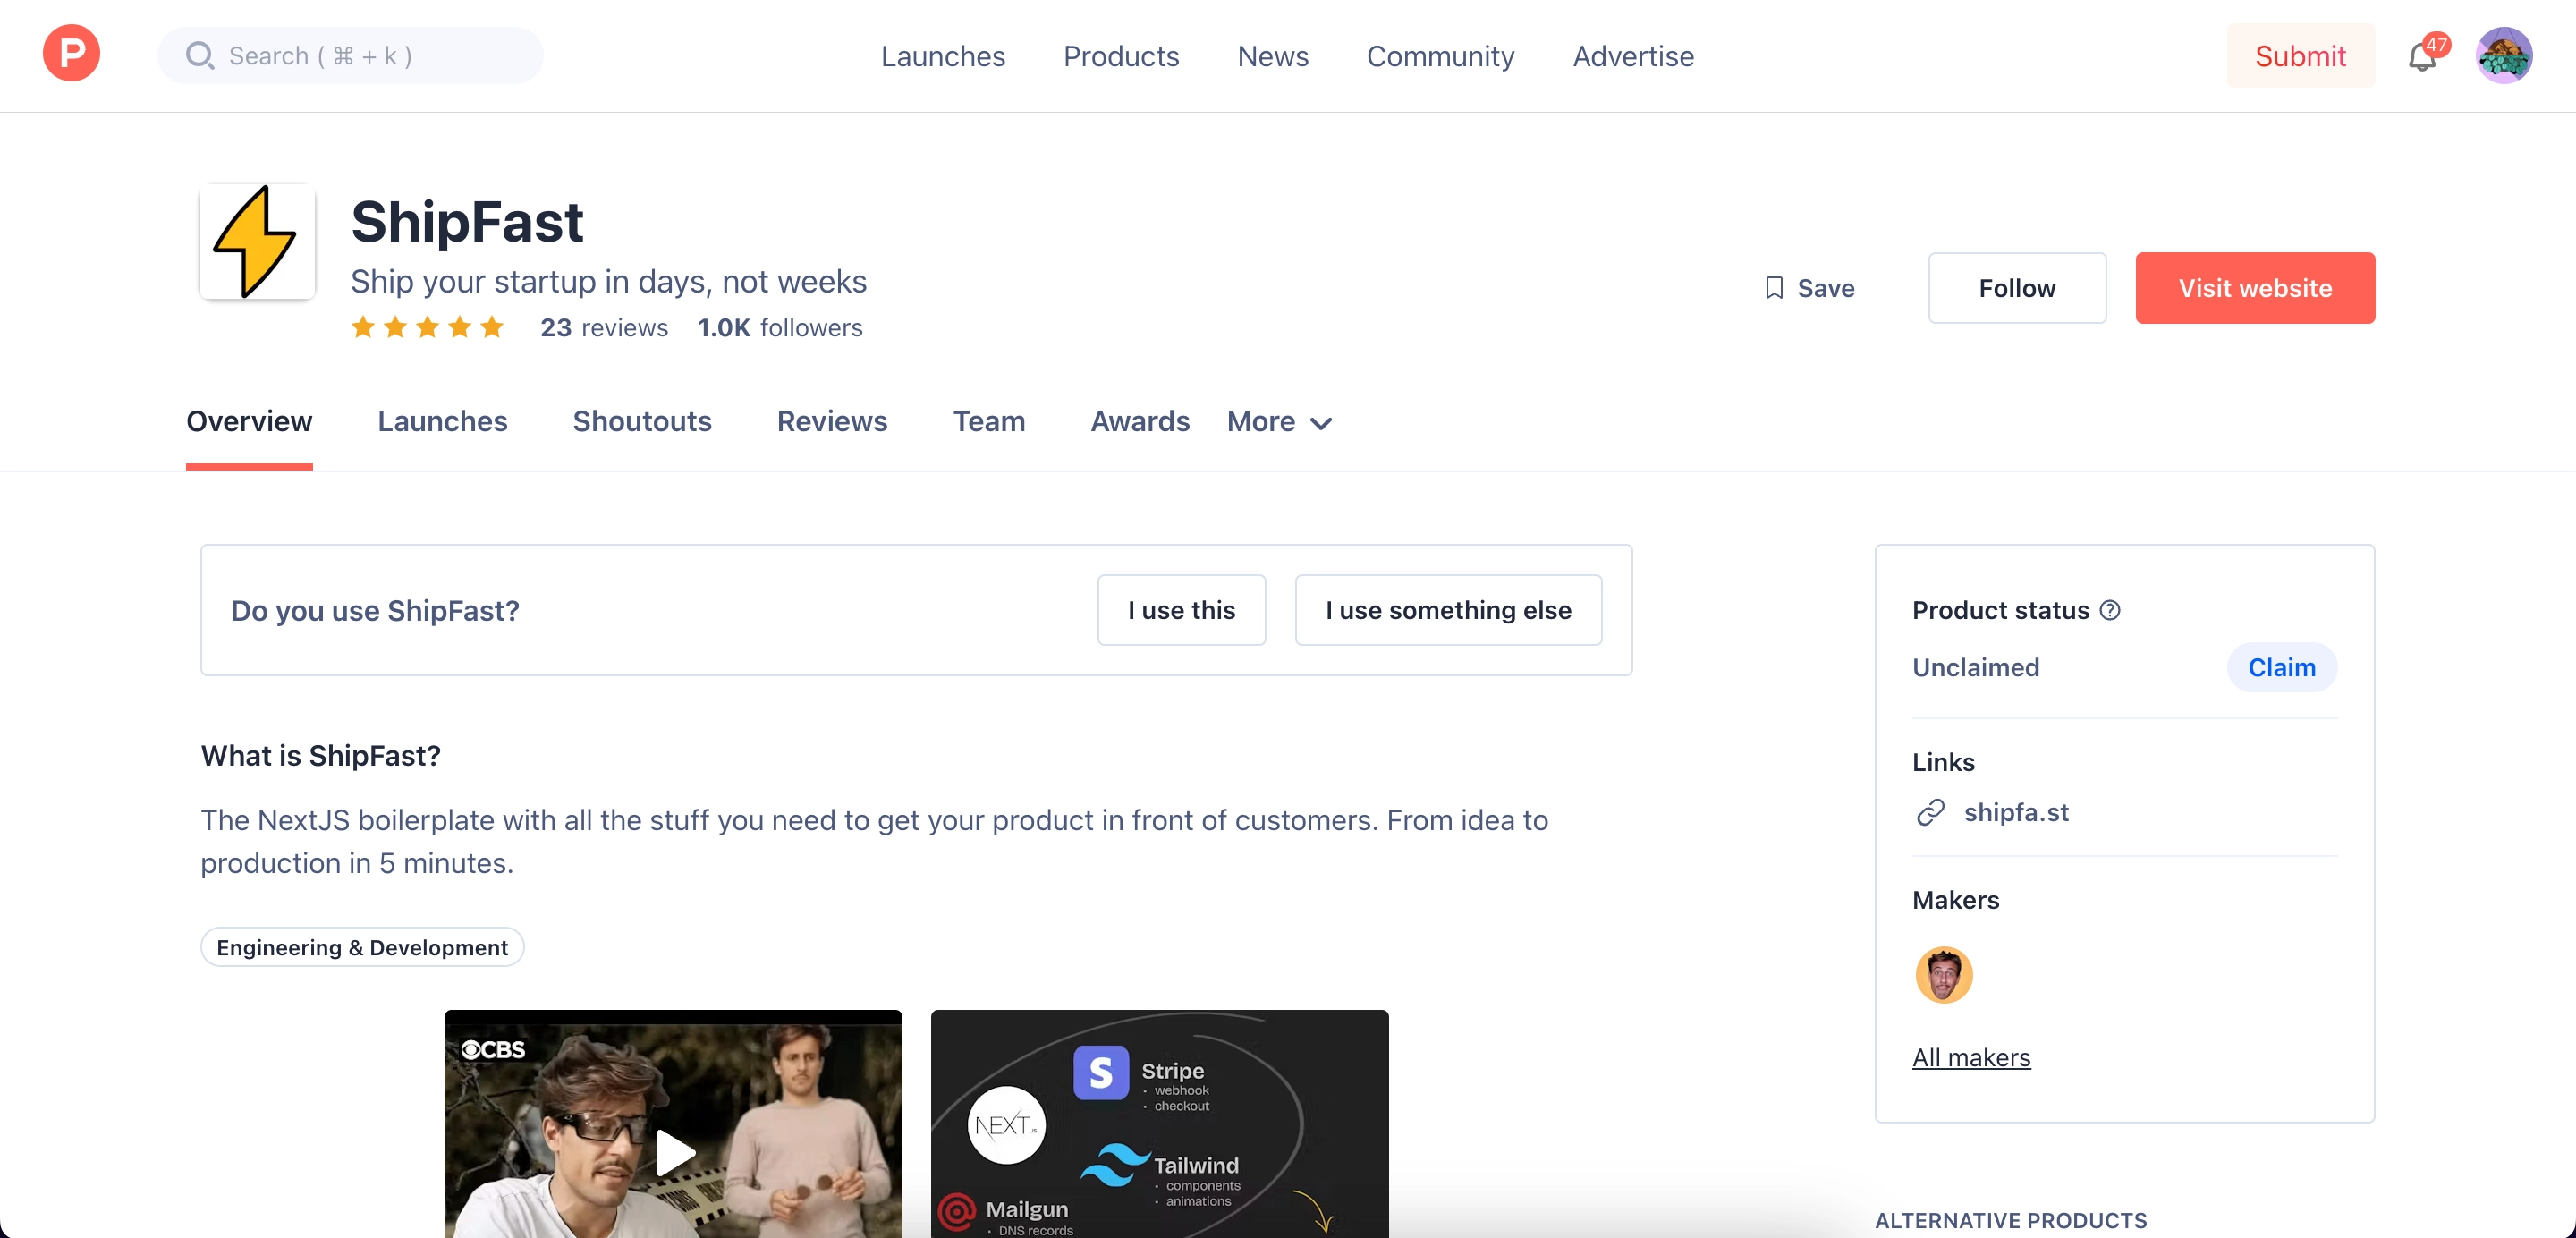 P
Search ( ⌘ + k )
Launches
Products
News
Community
Advertise
Submit
47
ShipFast
Ship your startup in days, not weeks
23 reviews 1.0K followers
Save
Follow
Visit website
Overview
Launches
Shoutouts
Reviews
Team
Awards
More
Do you use ShipFast?
I use this
I use something else
What is ShipFast?
The NextJS boilerplate with all the stuff you need to get your product in front of customers. From idea to
production in 5 minutes.
Engineering & Development
CBS
S
Stripe
· webhook
· checkout
NEXT.JS
Tailwind
· components
· animations
Mailgun
· DNS records
Product status
Unclaimed
Claim
Links
shipfa.st
Makers
All makers
ALTERNATIVE PRODUCTS